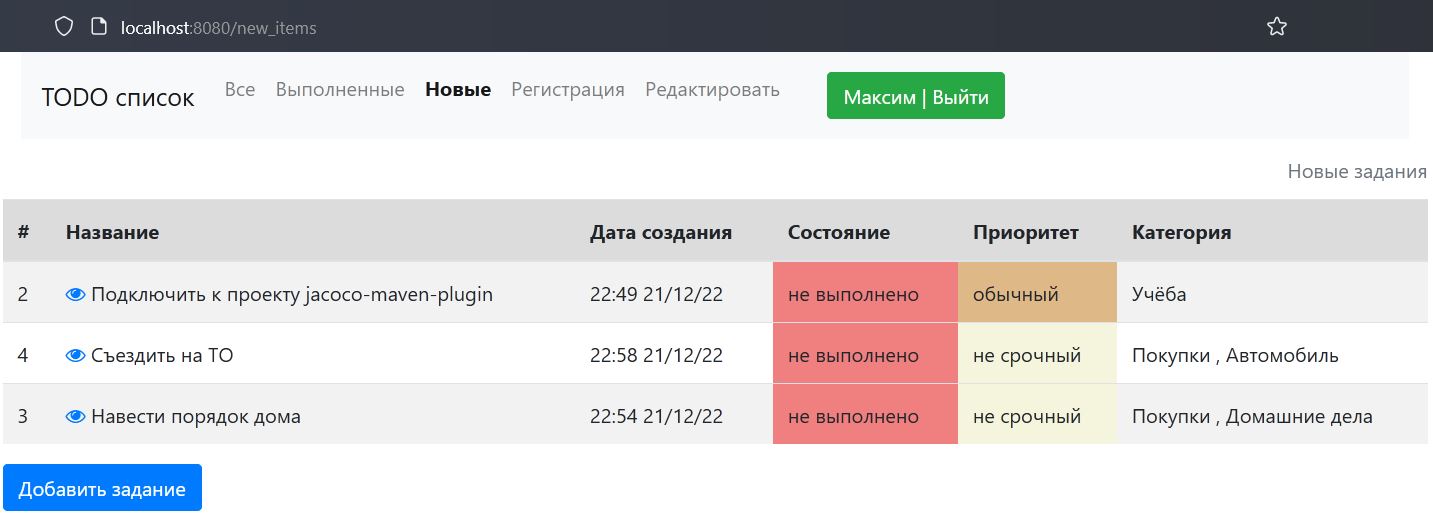 localhost:8080/new_items
TODO список Все Выполненные Новые Регистрация Редактировать Максим | Выйти
Новые задания
# Название Дата создания Состояние Приоритет Категория
2 Подключить к проекту jacoco-maven-plugin 22:49 21/12/22 не выполнено обычный Учёба
4 Съездить на ТО 22:58 21/12/22 не выполнено не срочный Покупки , Автомобиль
3 Навести порядок дома 22:54 21/12/22 не выполнено не срочный Покупки , Домашние дела
Добавить задание